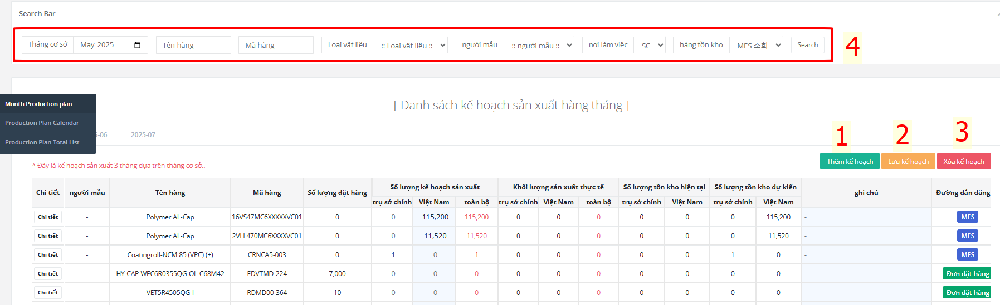 Search Bar
Tháng cơ sở May 2025 Tên hàng Mã hàng Loại vật liệu :: Loại vật liệu :: người mẫu :: người mẫu :: nơi làm việc SC hàng tồn kho MES 조회 Search
4
Month Production plan
Production Plan Calendar
Production Plan Total List
[ Danh sách kế hoạch sản xuất hàng tháng ]
-06 2025-07
1 2 3
* Đây là kế hoạch sản xuất 3 tháng dựa trên tháng cơ sở..
Thêm kế hoạch Lưu kế hoạch Xóa kế hoạch
Chi tiết người mẫu Tên hàng Mã hàng Số lượng đặt hàng Số lượng kế hoạch sản xuất Khối lượng sản xuất thực tế Số lượng tồn kho hiện tại Số lượng tồn kho dự kiến ghi chú Đường dẫn đăng
trụ sở chính Việt Nam toàn bộ trụ sở chính Việt Nam toàn bộ trụ sở chính Việt Nam trụ sở chính Việt Nam
Chi tiết - Polymer AL-Cap 16VS47MC6XXXXXVC01 0 0 115,200 115,200 0 0 0 0 0 0 115,200 - MES
Chi tiết - Polymer AL-Cap 2VLL470MC6XXXXVC01 0 0 11,520 11,520 0 0 0 0 0 0 11,520 - MES
Chi tiết - Coatingroll-NCM 85 (VPC) (+) CRNCA5-003 0 1 0 1 0 0 0 0 0 1 0 - MES
Chi tiết - HY-CAP WEC6R0355QG-OL-C68M42 EDVTMD-224 7,000 0 0 0 0 0 0 0 0 0 0 - Đơn đặt hàng
Chi tiết - VET5R4505QG-I RDMD00-364 10 0 0 0 0 0 0 0 0 0 0 - Đơn đặt hàng